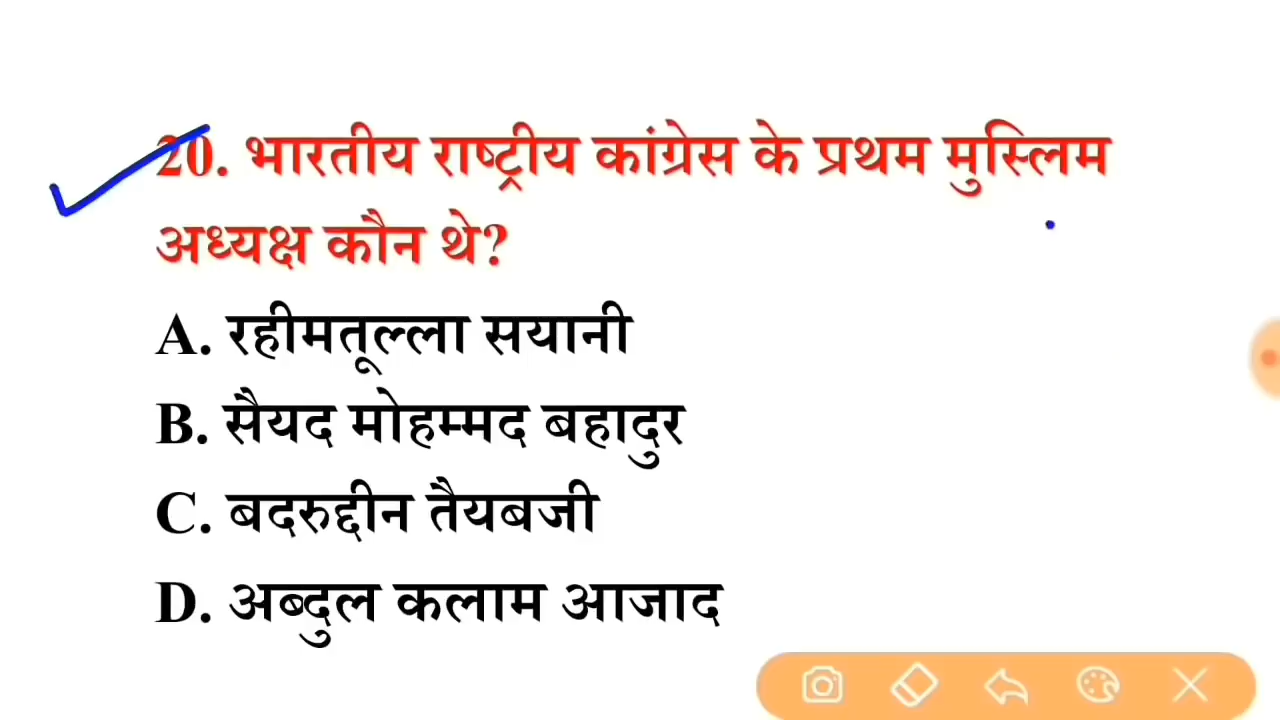 20. भारतीय राष्ट्रीय कांग्रेस के प्रथम मुस्लिम
अध्यक्ष कौन थे?
A. रहीमतूल्ला सयानी
B. सैयद मोहम्मद बहादुर
C. बदरुद्दीन तैयबजी
D. अब्दुल कलाम आजाद